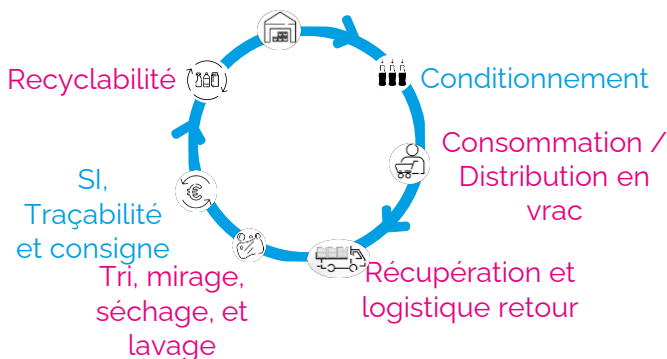 Recyclabilité
Conditionnement
Consommation /
Distribution en
vrac
SI,
Traçabilité
et consigne
Récupération et
logistique retour
Tri, mirage,
séchage, et
lavage
€